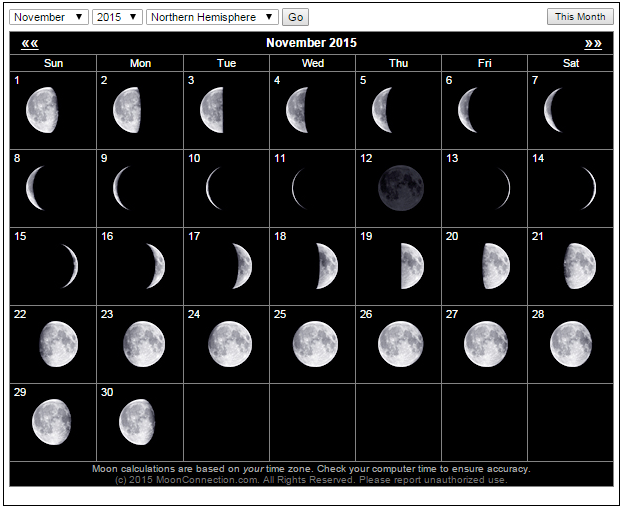 November 2015 Northern Hemisphere Go This Month
«« November 2015 »»
Sun Mon Tue Wed Thu Fri Sat
1 2 3 4 5 6 7
8 9 10 11 12 13 14
15 16 17 18 19 20 21
22 23 24 25 26 27 28
29 30
Moon calculations are based on your time zone. Check your computer time to ensure accuracy.
(c) 2015 MoonConnection.com. All Rights Reserved. Please report unauthorized use.